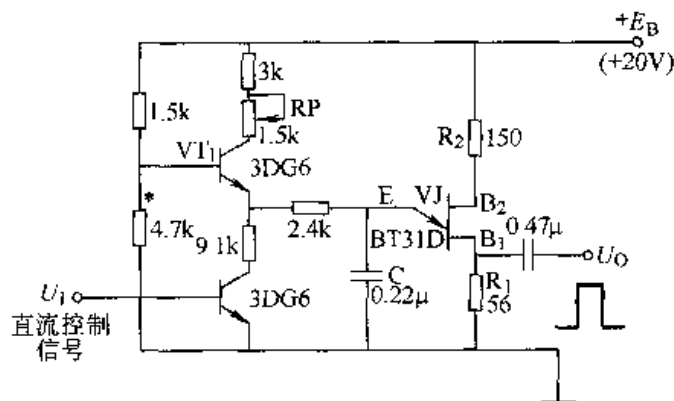 +E_B
(+20V)
3k
RP
1.5k
1.5k
R₂
150
VT₁
3DG6
*
4.7k
9.1k
2.4k
E
VJ
B₂
BT31D
B₁
0.47μ
U_O
C
0.22μ
R₁
56
U_I
3DG6
直流控制
信号